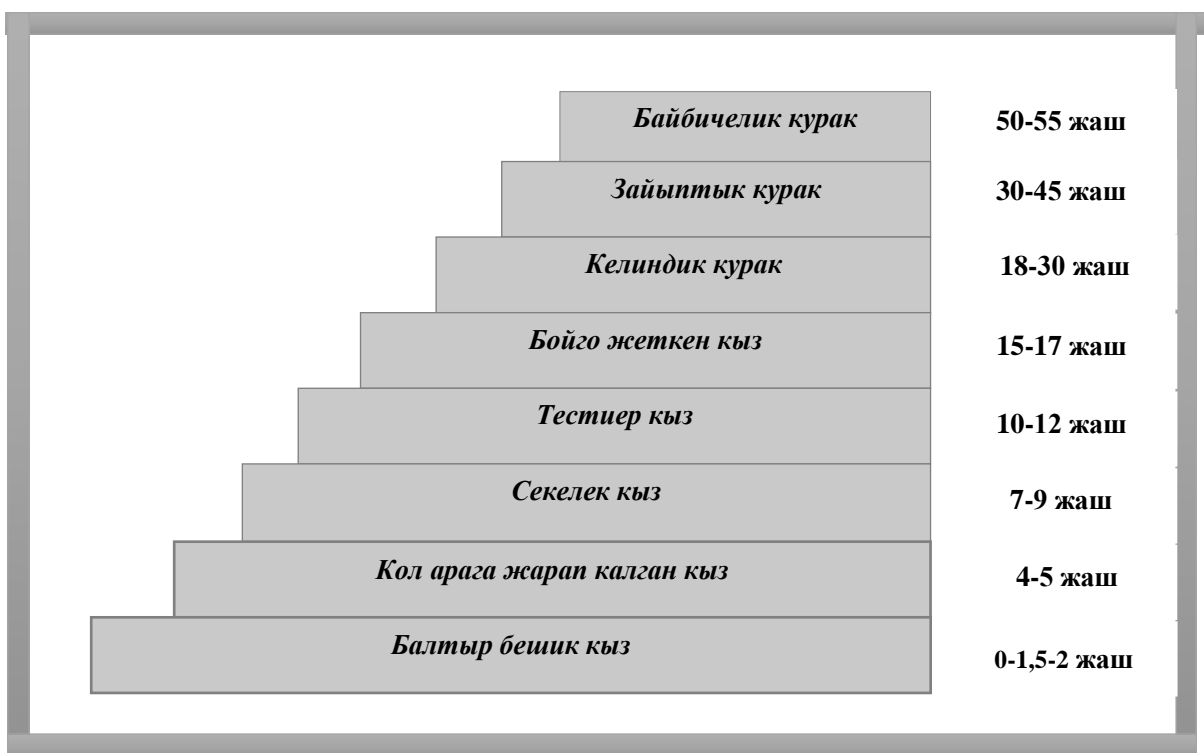 Байбичелик курак 50-55 жаш
Зайыптык курак 30-45 жаш
Келиндик курак 18-30 жаш
Бойго жеткен кыз 15-17 жаш
Тестиер кыз 10-12 жаш
Секелек кыз 7-9 жаш
Кол арага жарап калган кыз 4-5 жаш
Балтыр бешик кыз 0-1,5-2 жаш